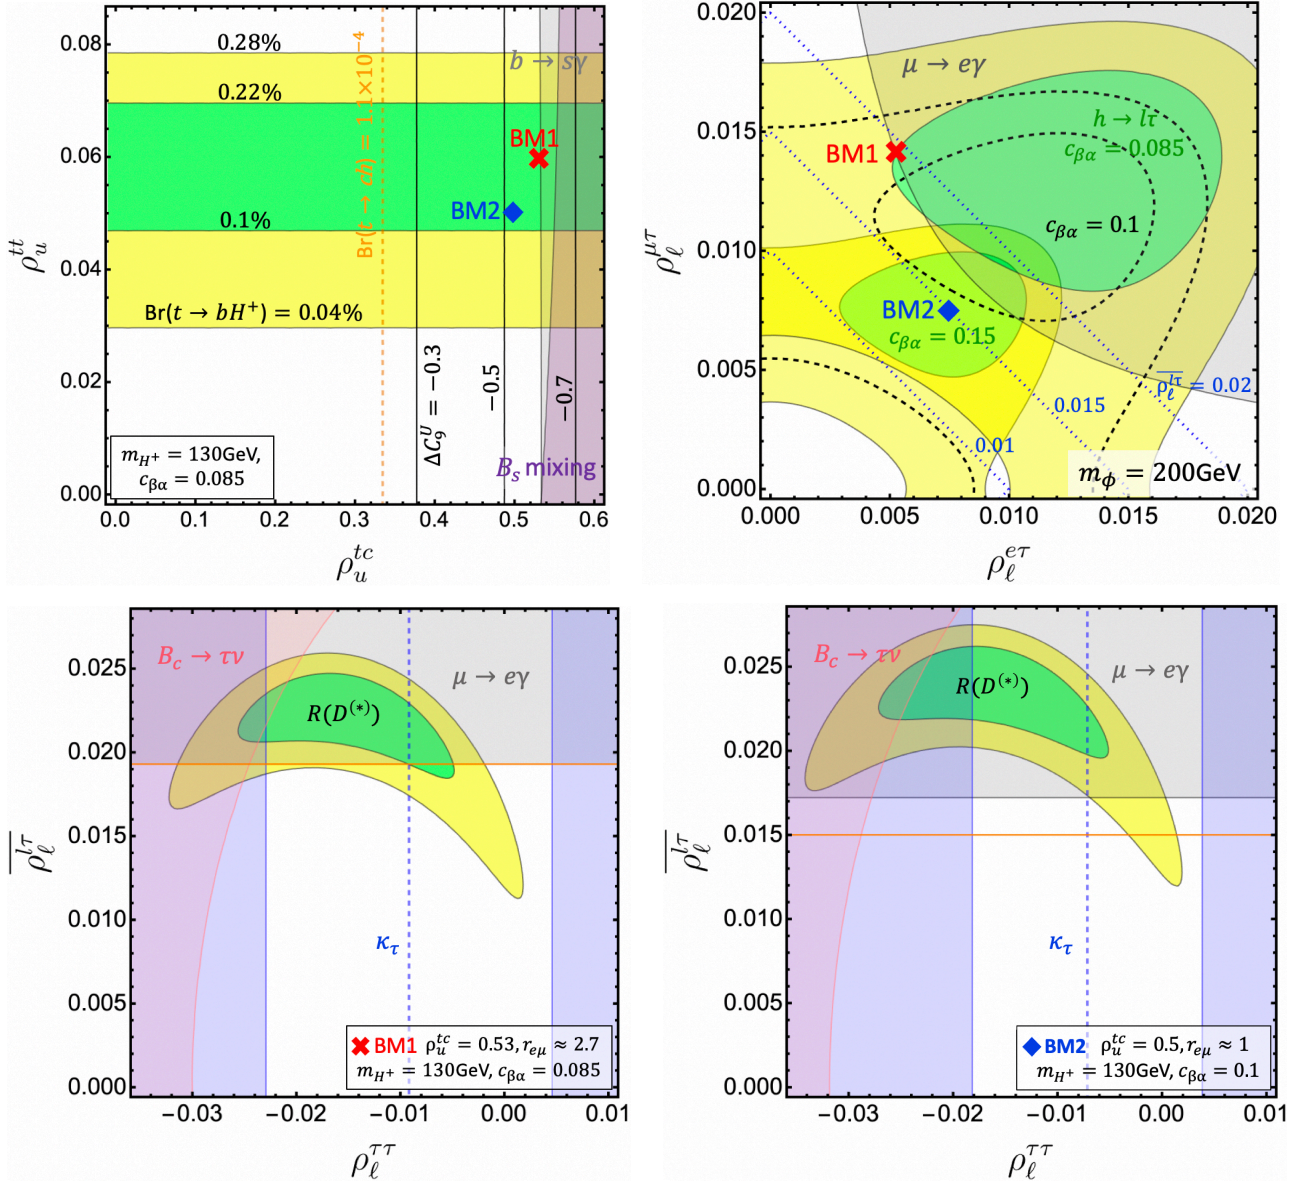 0.28%
b → sγ
0.22%
Br(t → ch) = 1.1×10⁻⁴
BM1
BM2
0.1%
Br(t → bH⁺) = 0.04%
ΔC₉ᵁ = −0.3
−0.5
−0.7
m_H⁺ = 130GeV,
c_βα = 0.085
B_s mixing
0.08
0.06
0.04
0.02
0.00
ρ_u^tt
0.0 0.1 0.2 0.3 0.4 0.5 0.6
ρ_u^tc
μ → eγ
h → lτ
c_βα = 0.085
BM1
c_βα = 0.1
BM2
c_βα = 0.15
ρ_ℓ^lτ = 0.02
0.015
0.01
m_ϕ = 200GeV
0.020
0.015
0.010
0.005
0.000
ρ_ℓ^μτ
0.000 0.005 0.010 0.015 0.020
ρ_ℓ^eτ
B_c → τν
μ → eγ
R(D^(*))
κ_τ
BM1 ρ_u^tc = 0.53, r_eμ ≈ 2.7
m_H⁺ = 130GeV, c_βα = 0.085
0.025
0.020
0.015
0.010
0.005
0.000
ρ_ℓ^lτ
−0.03 −0.02 −0.01 0.00 0.01
ρ_ℓ^ττ
B_c → τν
μ → eγ
R(D^(*))
κ_τ
BM2 ρ_u^tc = 0.5, r_eμ ≈ 1
m_H⁺ = 130GeV, c_βα = 0.1
0.025
0.020
0.015
0.010
0.005
0.000
ρ_ℓ^lτ
−0.03 −0.02 −0.01 0.00 0.01
ρ_ℓ^ττ